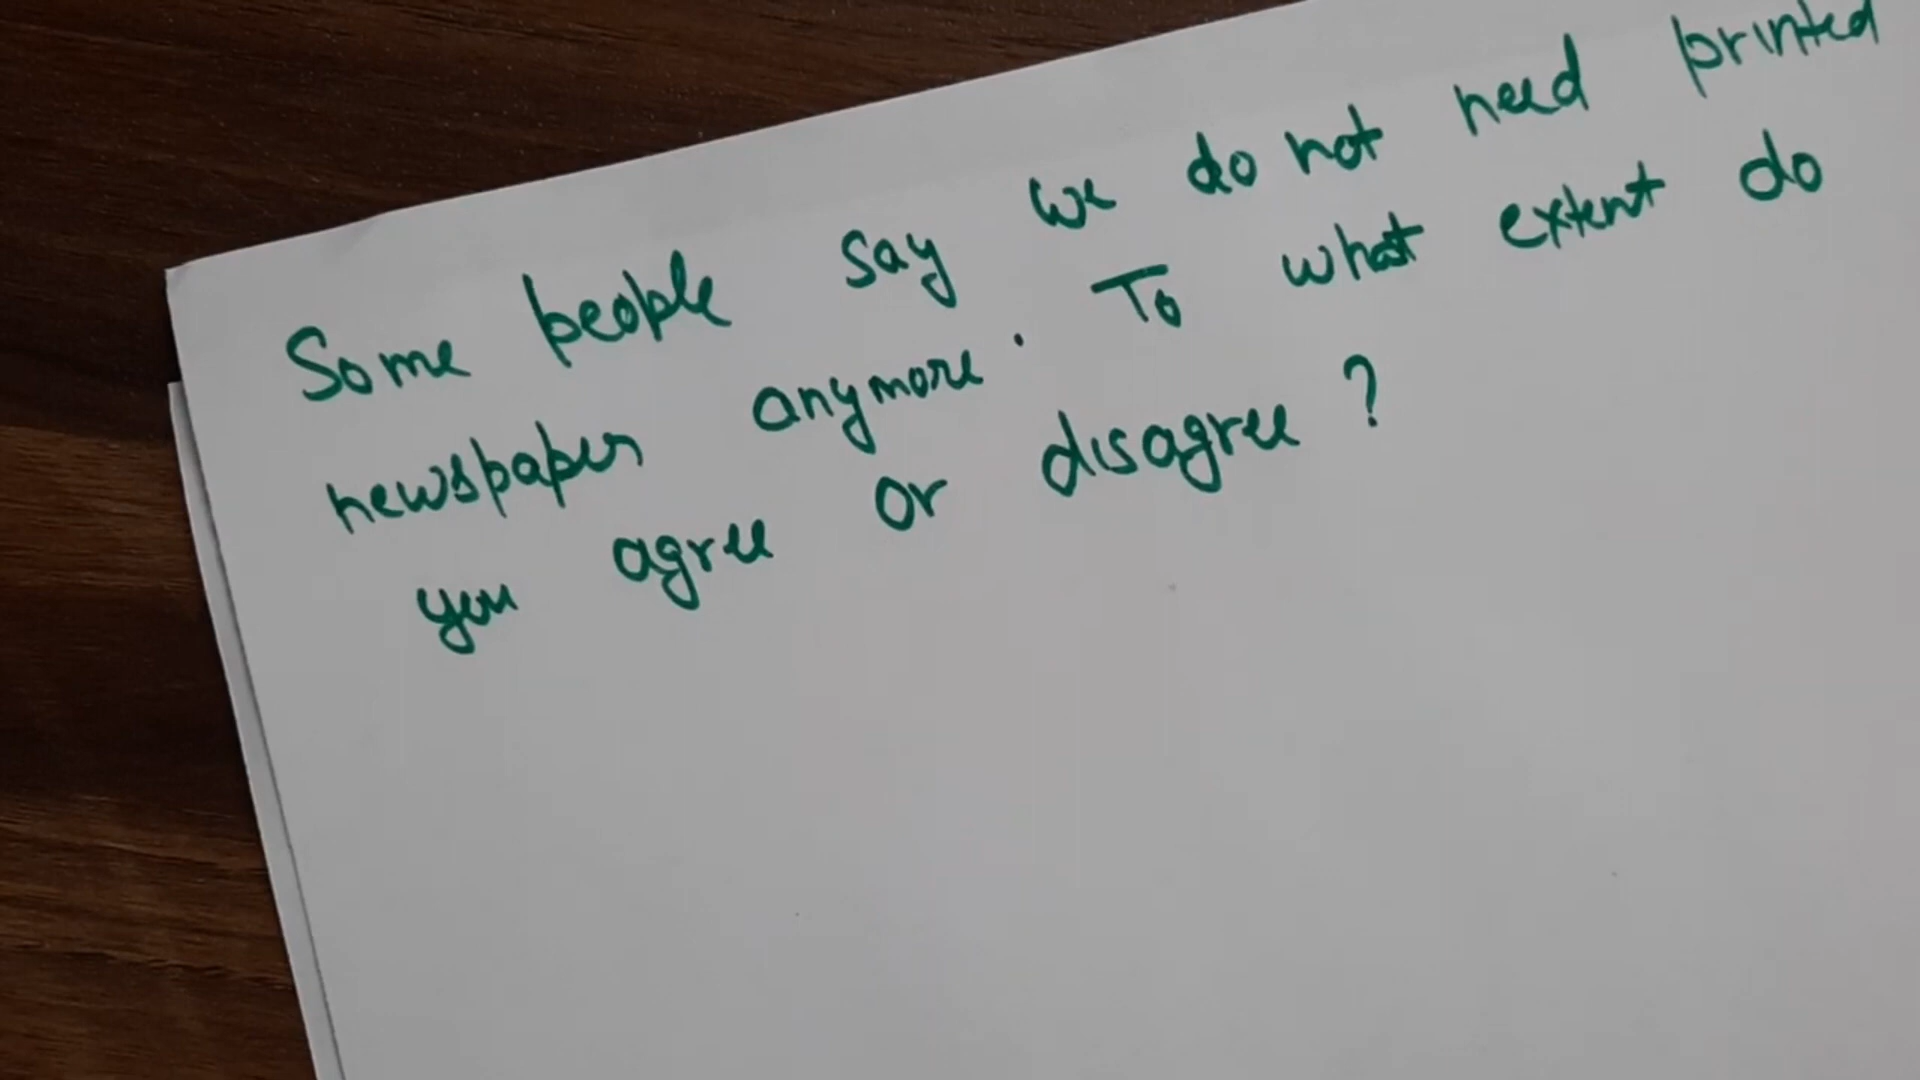 Some people say we do not need printed
newspaper anymore. To what extent do
you agree or disagree?